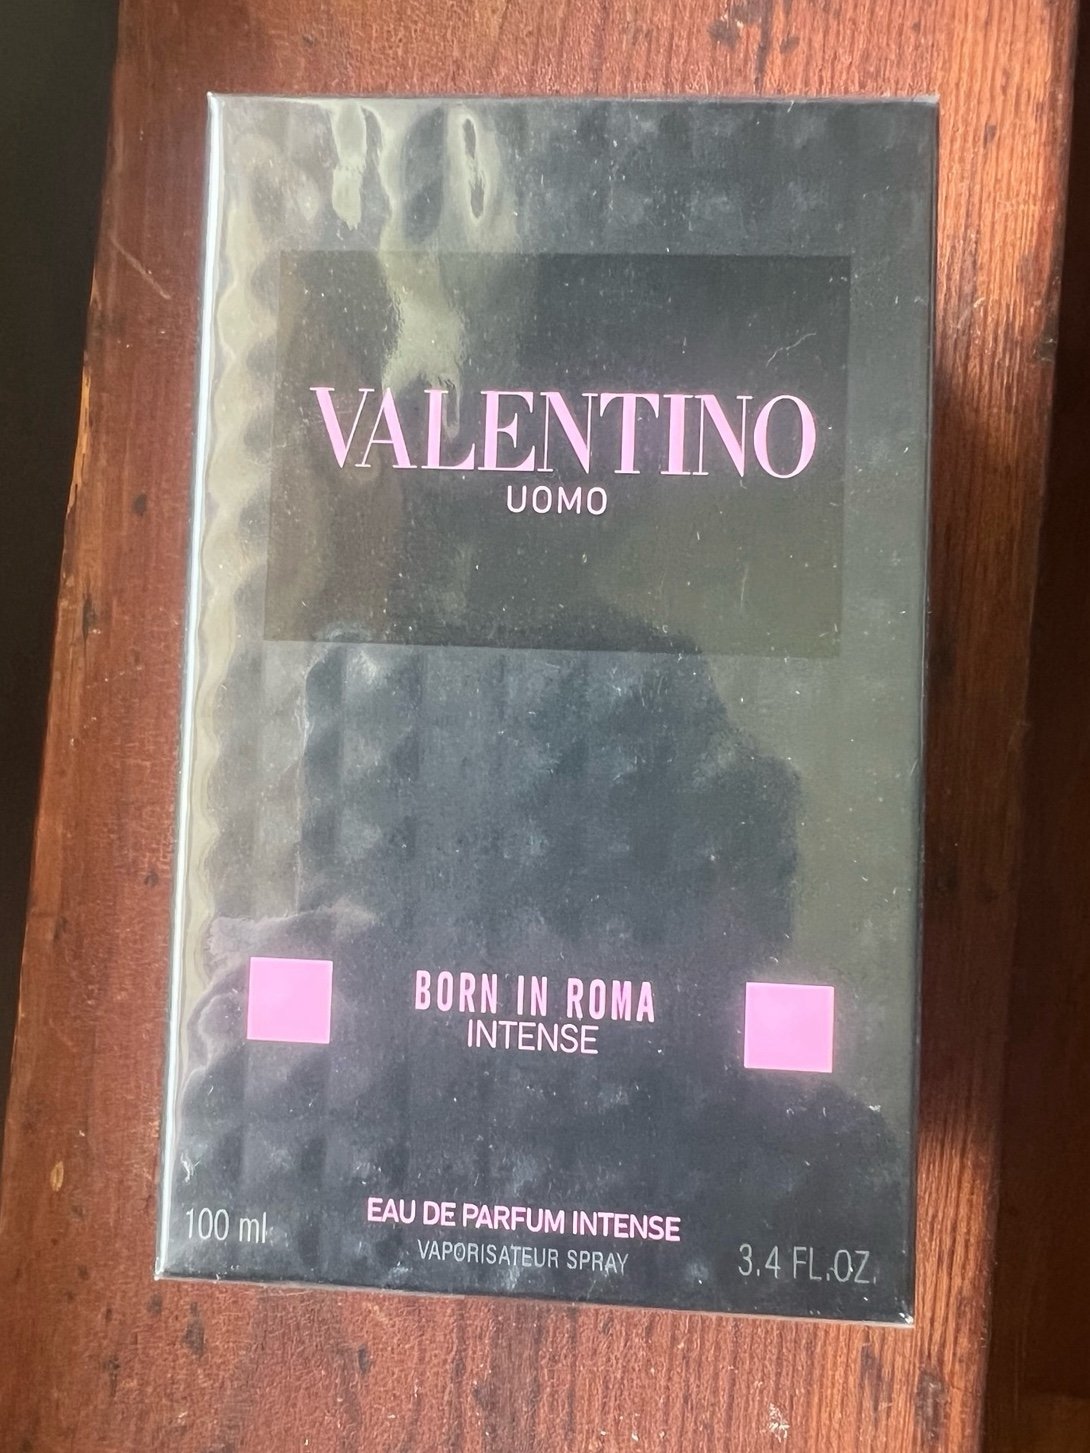 VALENTINO
UOMO
BORN IN ROMA
INTENSE
EAU DE PARFUM INTENSE
VAPORISATEUR SPRAY
100 ml
3.4 FL.OZ.